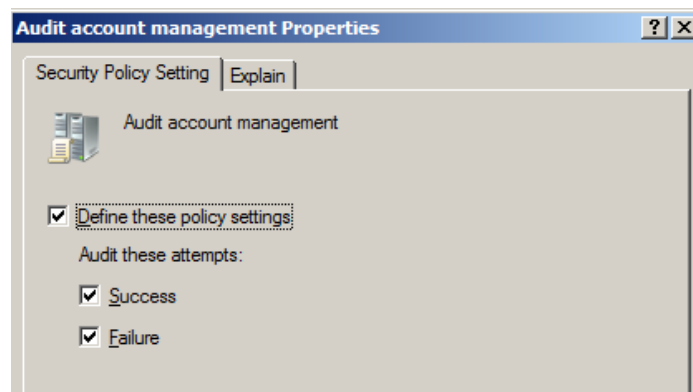 Audit account management Properties
Security Policy Setting
Explain
Audit account management
Define these policy settings
Audit these attempts:
Success
Failure